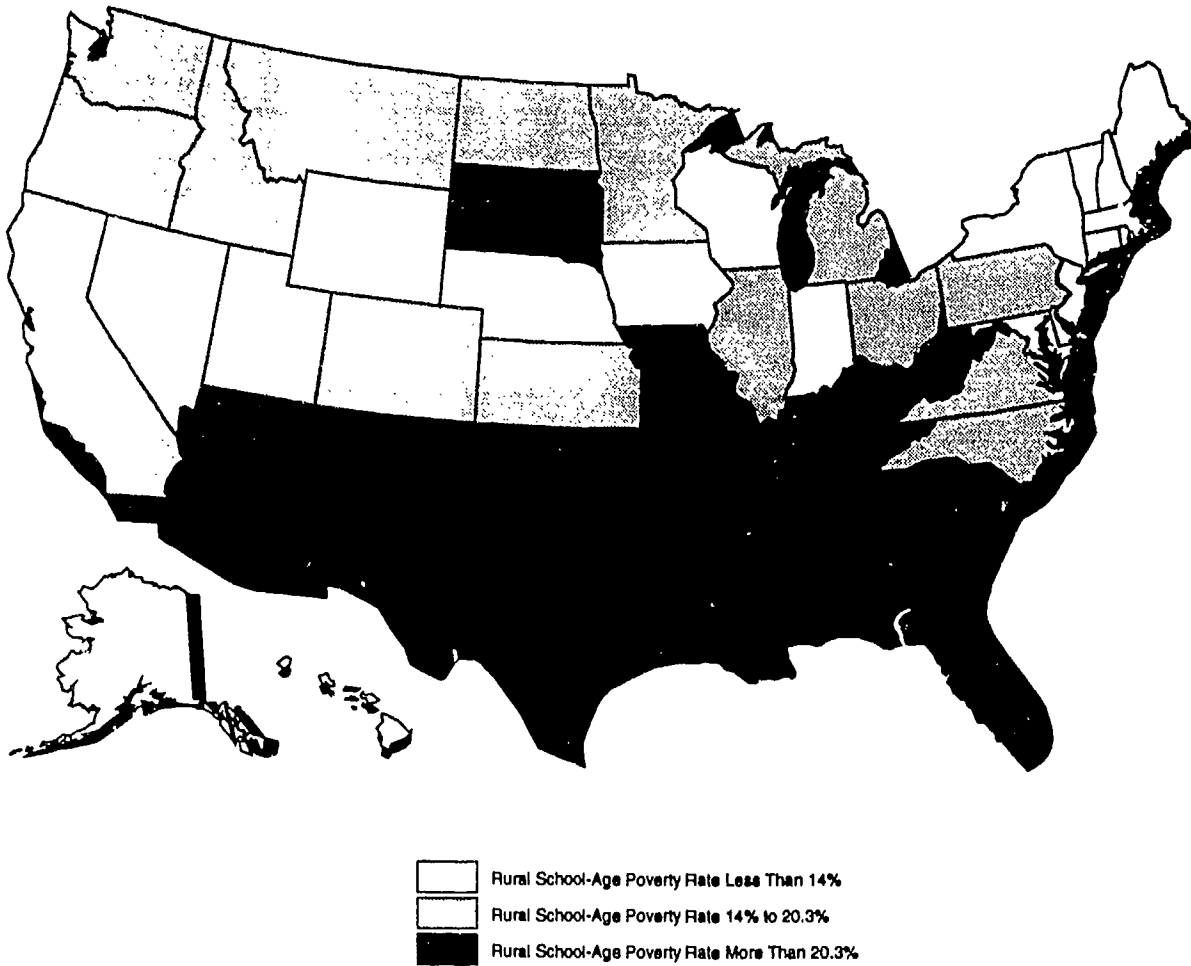 Rural School-Age Poverty Rate Less Than 14%
Rural School-Age Poverty Rate 14% to 20.3%
Rural School-Age Poverty Rate More Than 20.3%